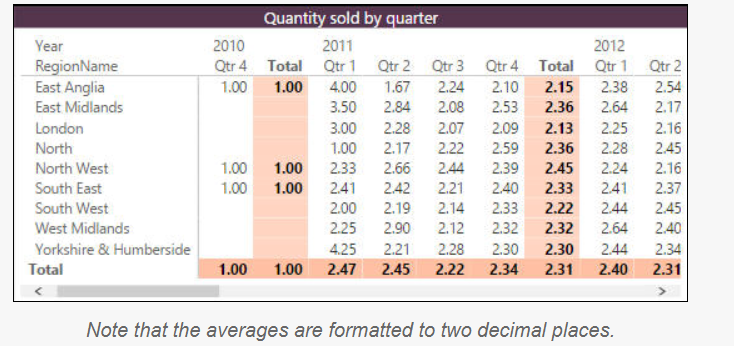 Quantity sold by quarter
Year 2010 2011 2012
RegionName Qtr 4 Total Qtr 1 Qtr 2 Qtr 3 Qtr 4 Total Qtr 1 Qtr 2
East Anglia 1.00 1.00 4.00 1.67 2.24 2.10 2.15 2.38 2.54
East Midlands 3.50 2.84 2.08 2.53 2.36 2.64 2.17
London 3.00 2.28 2.07 2.09 2.13 2.25 2.16
North 1.00 2.17 2.22 2.59 2.36 2.28 2.45
North West 1.00 1.00 2.33 2.66 2.44 2.39 2.45 2.24 2.16
South East 1.00 1.00 2.41 2.42 2.21 2.40 2.33 2.41 2.37
South West 2.00 2.19 2.14 2.33 2.22 2.44 2.45
West Midlands 2.25 2.90 2.12 2.32 2.32 2.64 2.40
Yorkshire & Humberside 4.25 2.21 2.28 2.30 2.30 2.44 2.34
Total 1.00 1.00 2.47 2.45 2.22 2.34 2.31 2.40 2.31
Note that the averages are formatted to two decimal places.